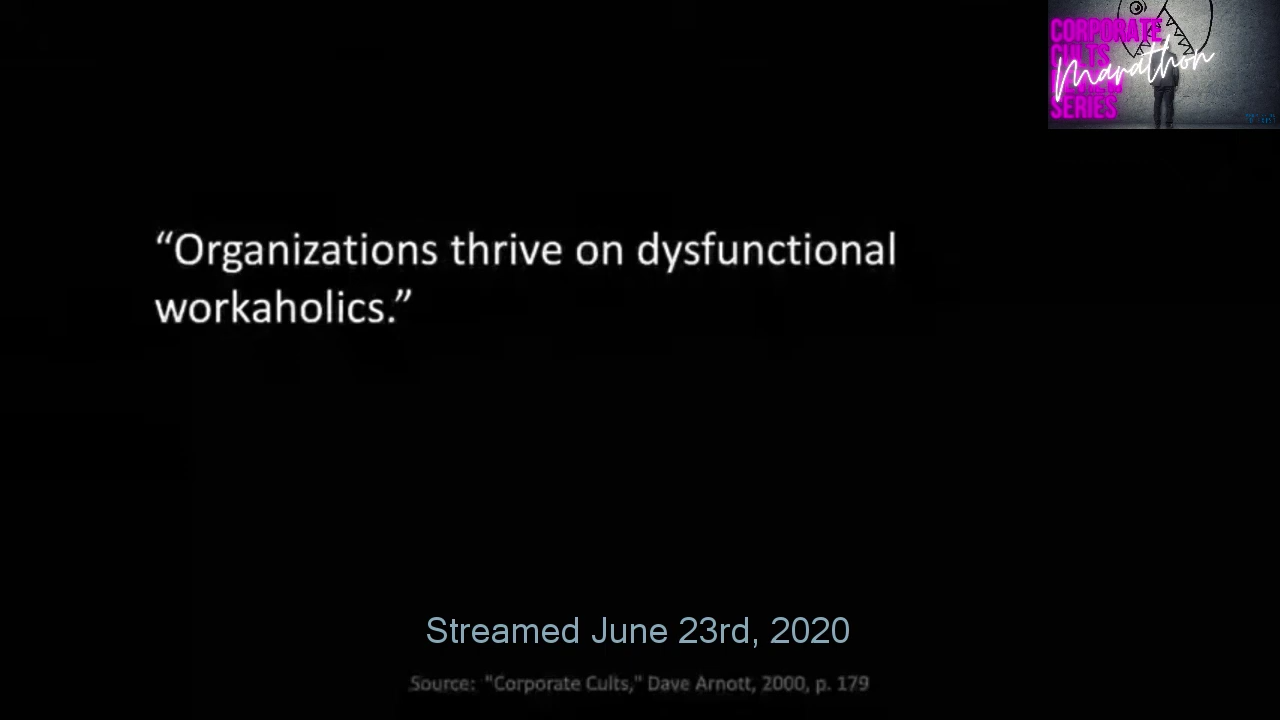 CORPORATE
CULTS
Marathon
SERIES
“Organizations thrive on dysfunctional
workaholics.”
Streamed June 23rd, 2020
Source: "Corporate Cults," Dave Arnott, 2000, p. 179